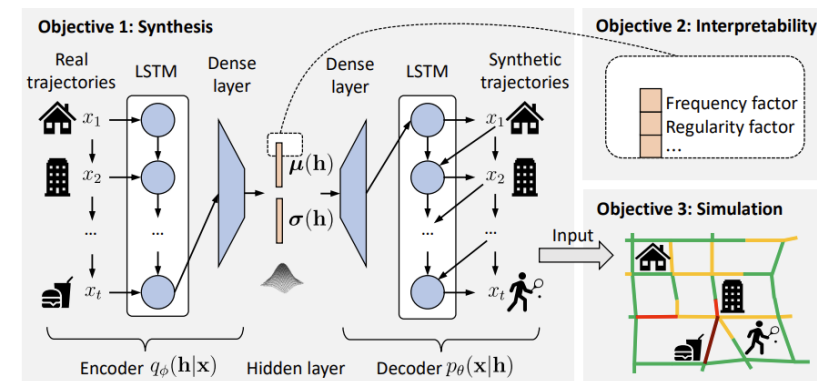 Objective 1: Synthesis
Real trajectories
LSTM
Dense layer
Dense layer
LSTM
Synthetic trajectories
x₁
x₂
...
...
xₜ
μ(h)
σ(h)
x₁
x₂
...
...
xₜ
Encoder qϕ(h|x)
Hidden layer
Decoder pθ(x|h)
Objective 2: Interpretability
Frequency factor
Regularity factor
...
Input
Objective 3: Simulation